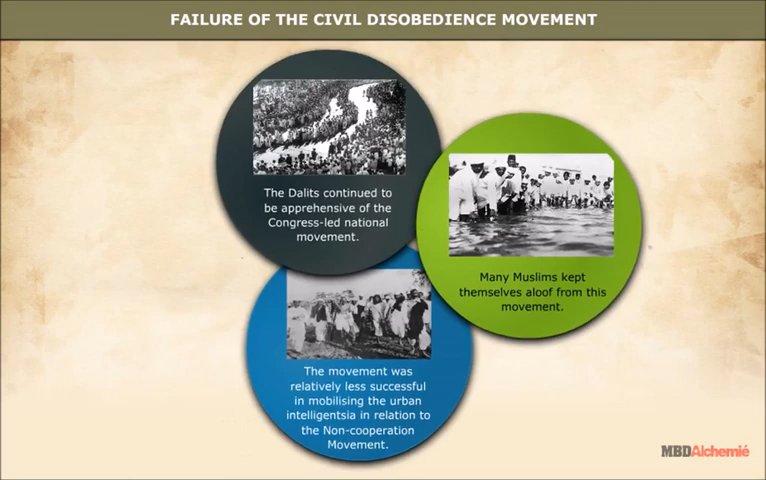 FAILURE OF THE CIVIL DISOBEDIENCE MOVEMENT
The Dalits continued to
be apprehensive of the
Congress-led national
movement.
Many Muslims kept
themselves aloof from this
movement.
The movement was
relatively less successful
in mobilising the urban
intelligentsia in relation to
the Non-cooperation
Movement.
MBDAlchemié